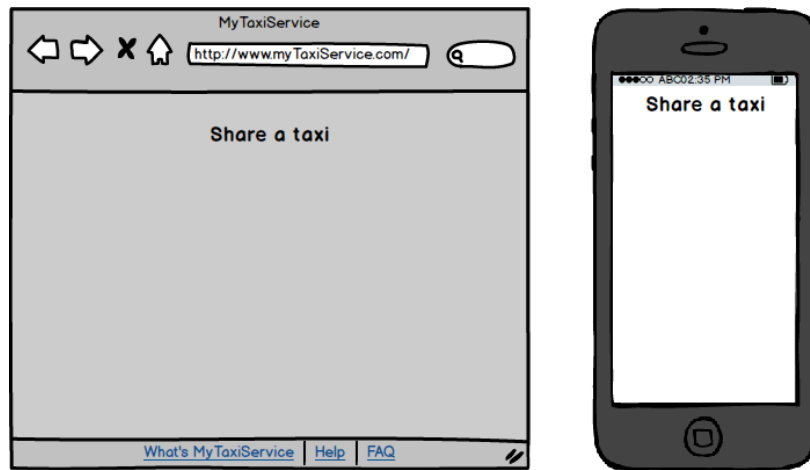 MyTaxiService
http://www.myTaxiService.com/
Share a taxi
What's MyTaxiService | Help | FAQ
ABC02:35 PM
Share a taxi